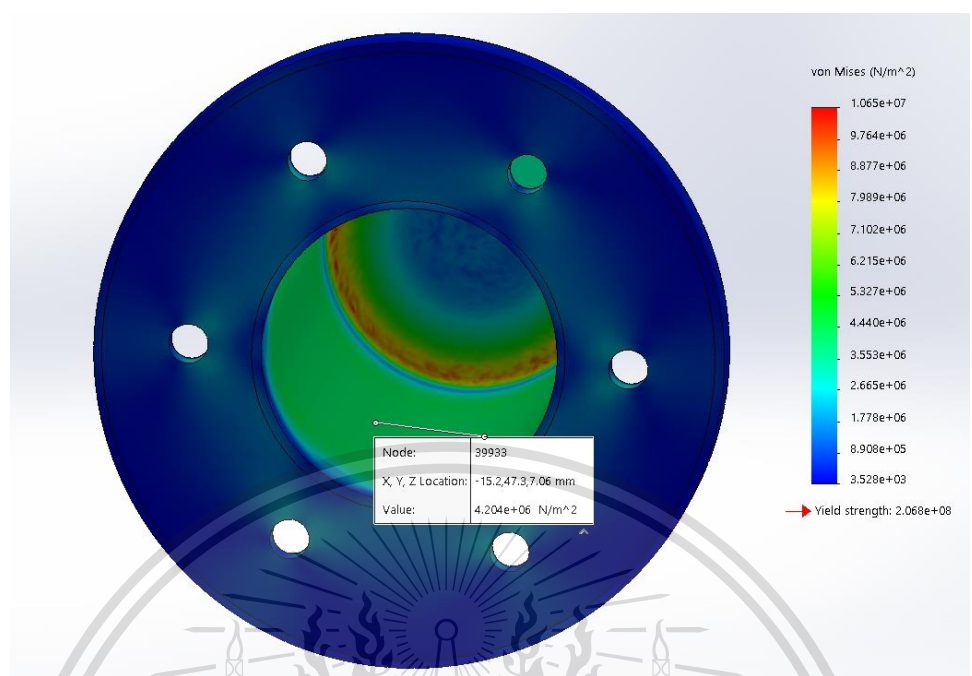 von Mises (N/m^2)
1.065e+07
9.764e+06
8.877e+06
7.989e+06
7.102e+06
6.215e+06
5.327e+06
4.440e+06
3.553e+06
2.665e+06
1.778e+06
8.908e+05
3.528e+03
Yield strength: 2.068e+08
Node: 39933
X, Y, Z Location: -15.2,47.3,7.06 mm
Value: 4.204e+06 N/m^2